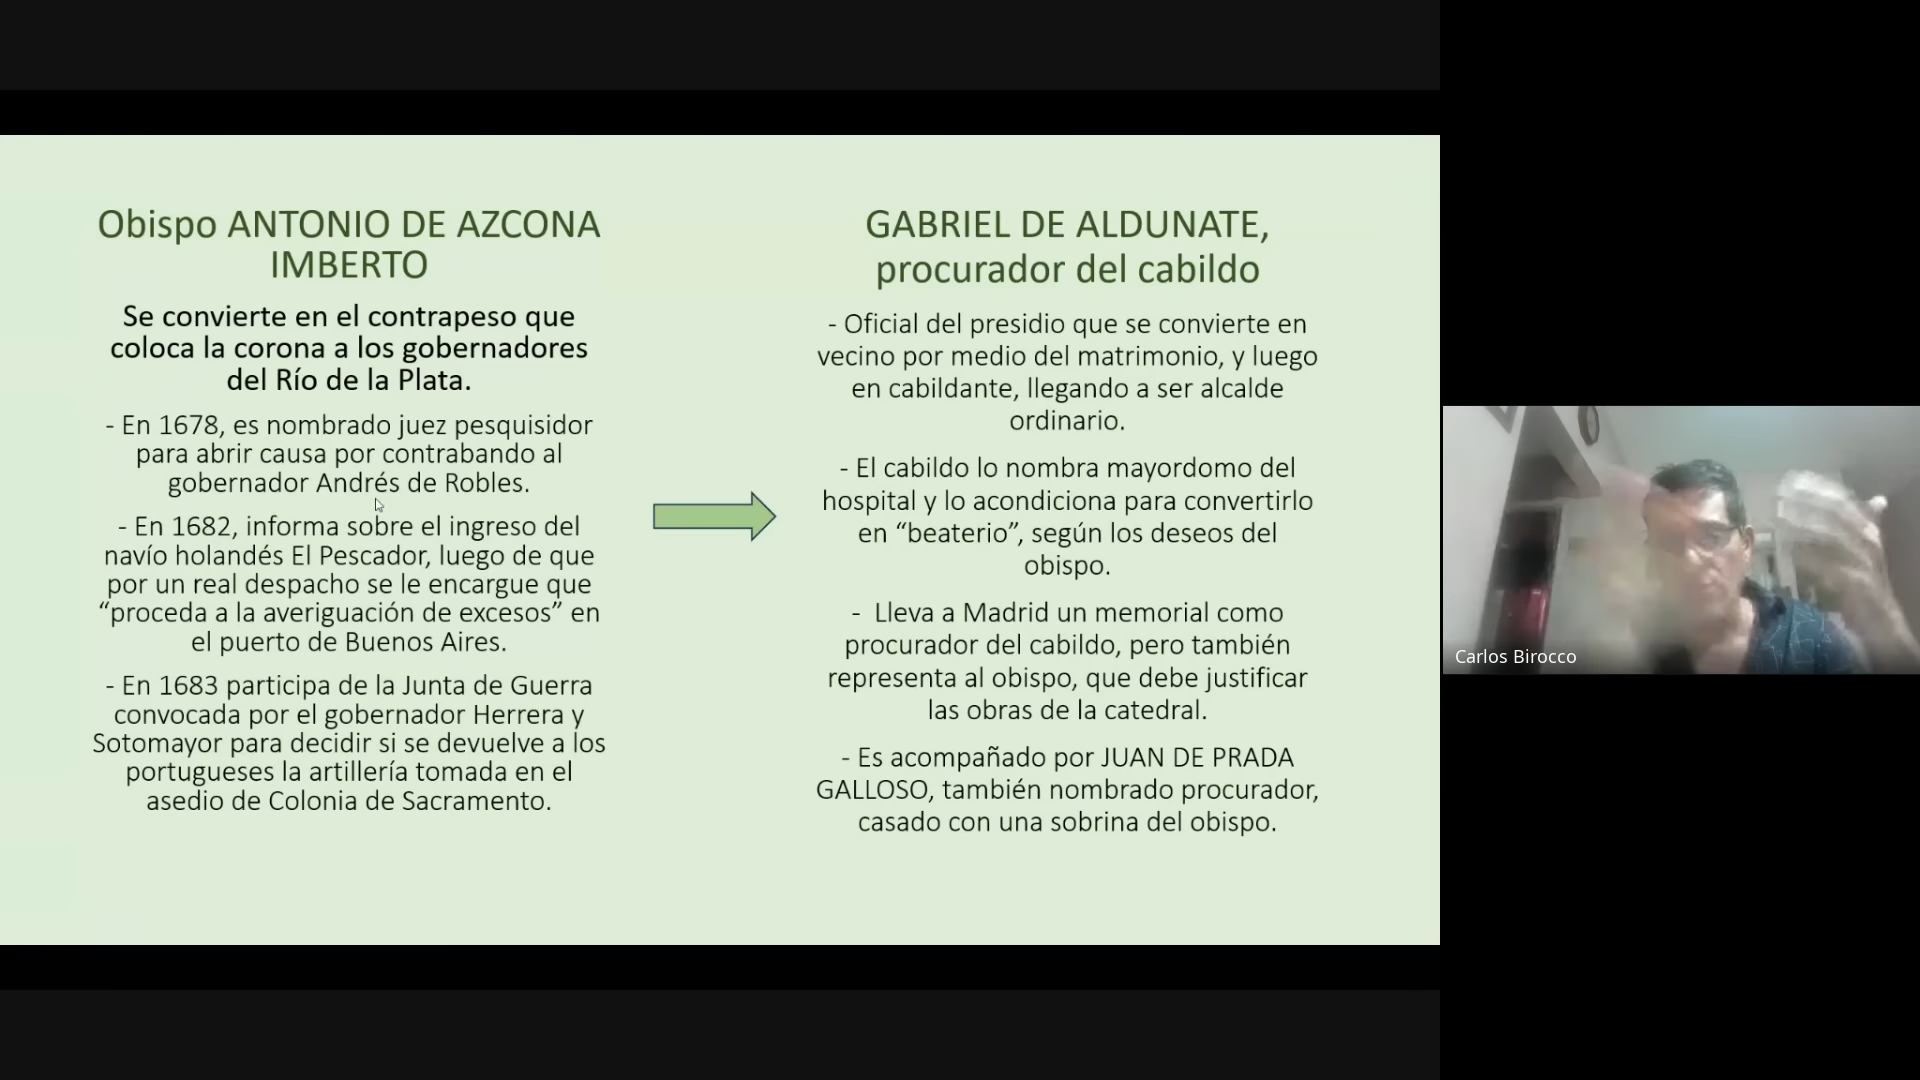 Obispo ANTONIO DE AZCONA
IMBERTO
Se convierte en el contrapeso que
coloca la corona a los gobernadores
del Río de la Plata.
- En 1678, es nombrado juez pesquisidor
para abrir causa por contrabando al
gobernador Andrés de Robles.
- En 1682, informa sobre el ingreso del
navío holandés El Pescador, luego de que
por un real despacho se le encargue que
“proceda a la averiguación de excesos” en
el puerto de Buenos Aires.
- En 1683 participa de la Junta de Guerra
convocada por el gobernador Herrera y
Sotomayor para decidir si se devuelve a los
portugueses la artillería tomada en el
asedio de Colonia de Sacramento.
GABRIEL DE ALDUNATE,
procurador del cabildo
- Oficial del presidio que se convierte en
vecino por medio del matrimonio, y luego
en cabildante, llegando a ser alcalde
ordinario.
- El cabildo lo nombra mayordomo del
hospital y lo acondiciona para convertirlo
en “beaterio”, según los deseos del
obispo.
- Lleva a Madrid un memorial como
procurador del cabildo, pero también
representa al obispo, que debe justificar
las obras de la catedral.
- Es acompañado por JUAN DE PRADA
GALLOSO, también nombrado procurador,
casado con una sobrina del obispo.
Carlos Birocco